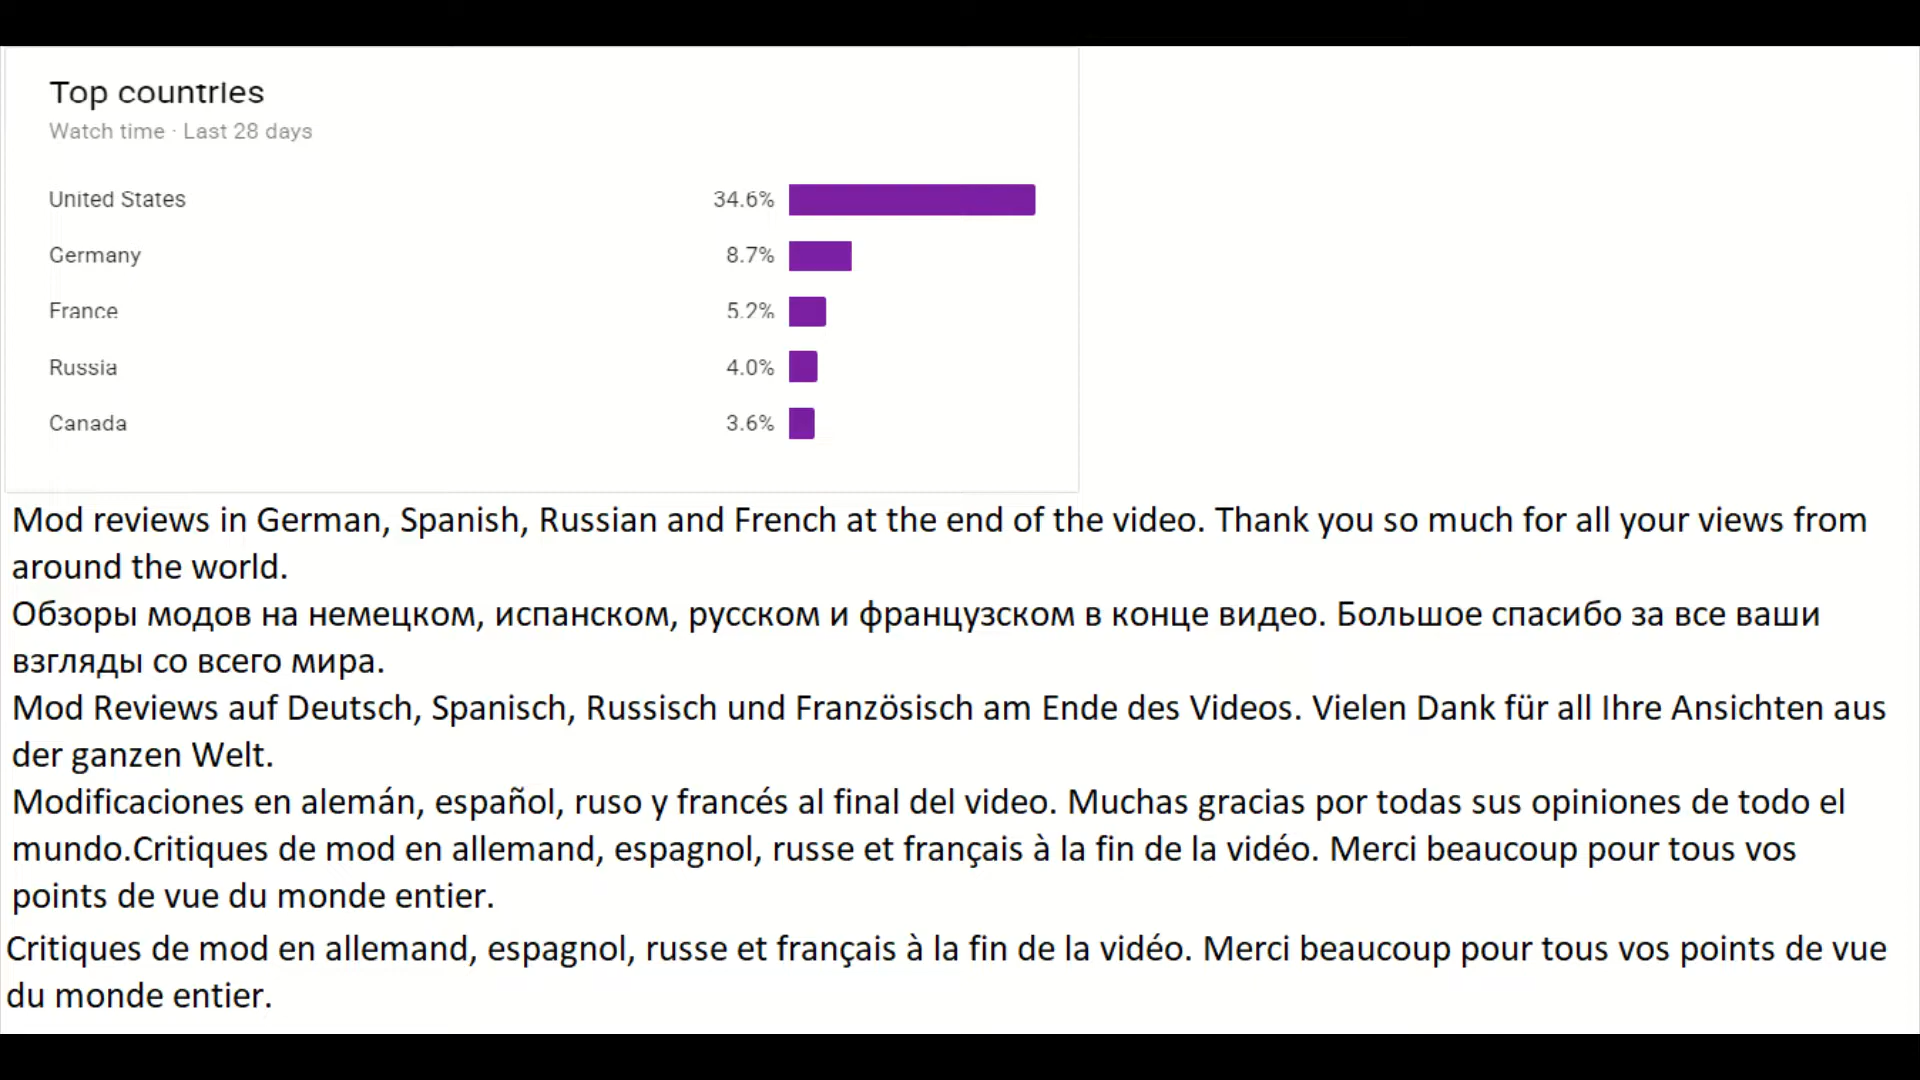 Top countries
Watch time · Last 28 days
United States 34.6%
Germany 8.7%
France 5.2%
Russia 4.0%
Canada 3.6%
Mod reviews in German, Spanish, Russian and French at the end of the video. Thank you so much for all your views from
around the world.
Обзоры модов на немецком, испанском, русском и французском в конце видео. Большое спасибо за все ваши
взгляды со всего мира.
Mod Reviews auf Deutsch, Spanisch, Russisch und Französisch am Ende des Videos. Vielen Dank für all Ihre Ansichten aus
der ganzen Welt.
Modificaciones en alemán, español, ruso y francés al final del video. Muchas gracias por todas sus opiniones de todo el
mundo.Critiques de mod en allemand, espagnol, russe et français à la fin de la vidéo. Merci beaucoup pour tous vos
points de vue du monde entier.
Critiques de mod en allemand, espagnol, russe et français à la fin de la vidéo. Merci beaucoup pour tous vos points de vue
du monde entier.